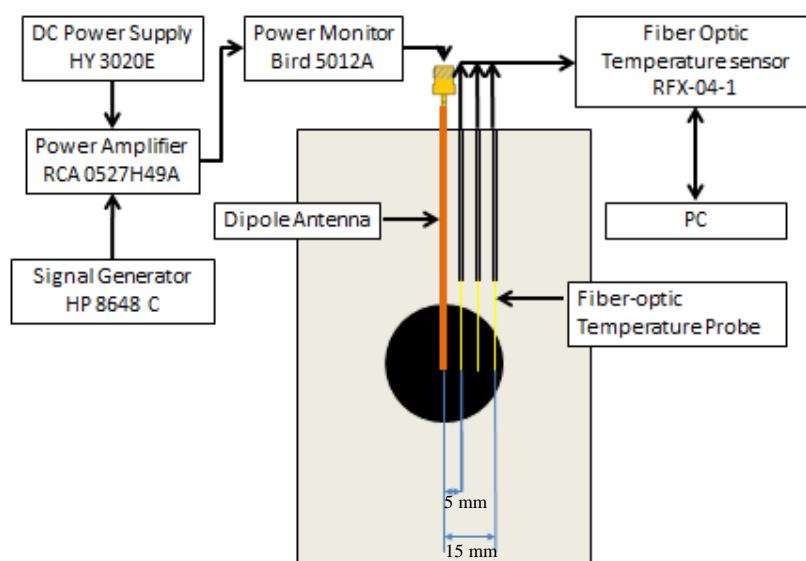 DC Power Supply
HY 3020E
Power Monitor
Bird 5012A
Fiber Optic
Temperature sensor
RFX-04-1
Power Amplifier
RCA 0527H49A
Dipole Antenna
PC
Signal Generator
HP 8648 C
Fiber-optic
Temperature Probe
5 mm
15 mm